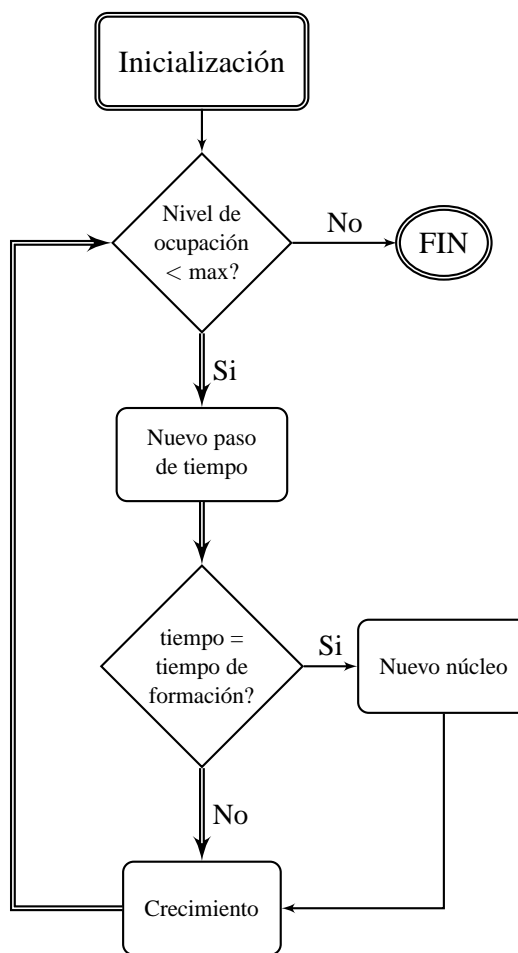 Inicialización
Nivel de
ocupación
< max?
No
FIN
Si
Nuevo paso
de tiempo
tiempo =
tiempo de
formación?
Si
Nuevo núcleo
No
Crecimiento